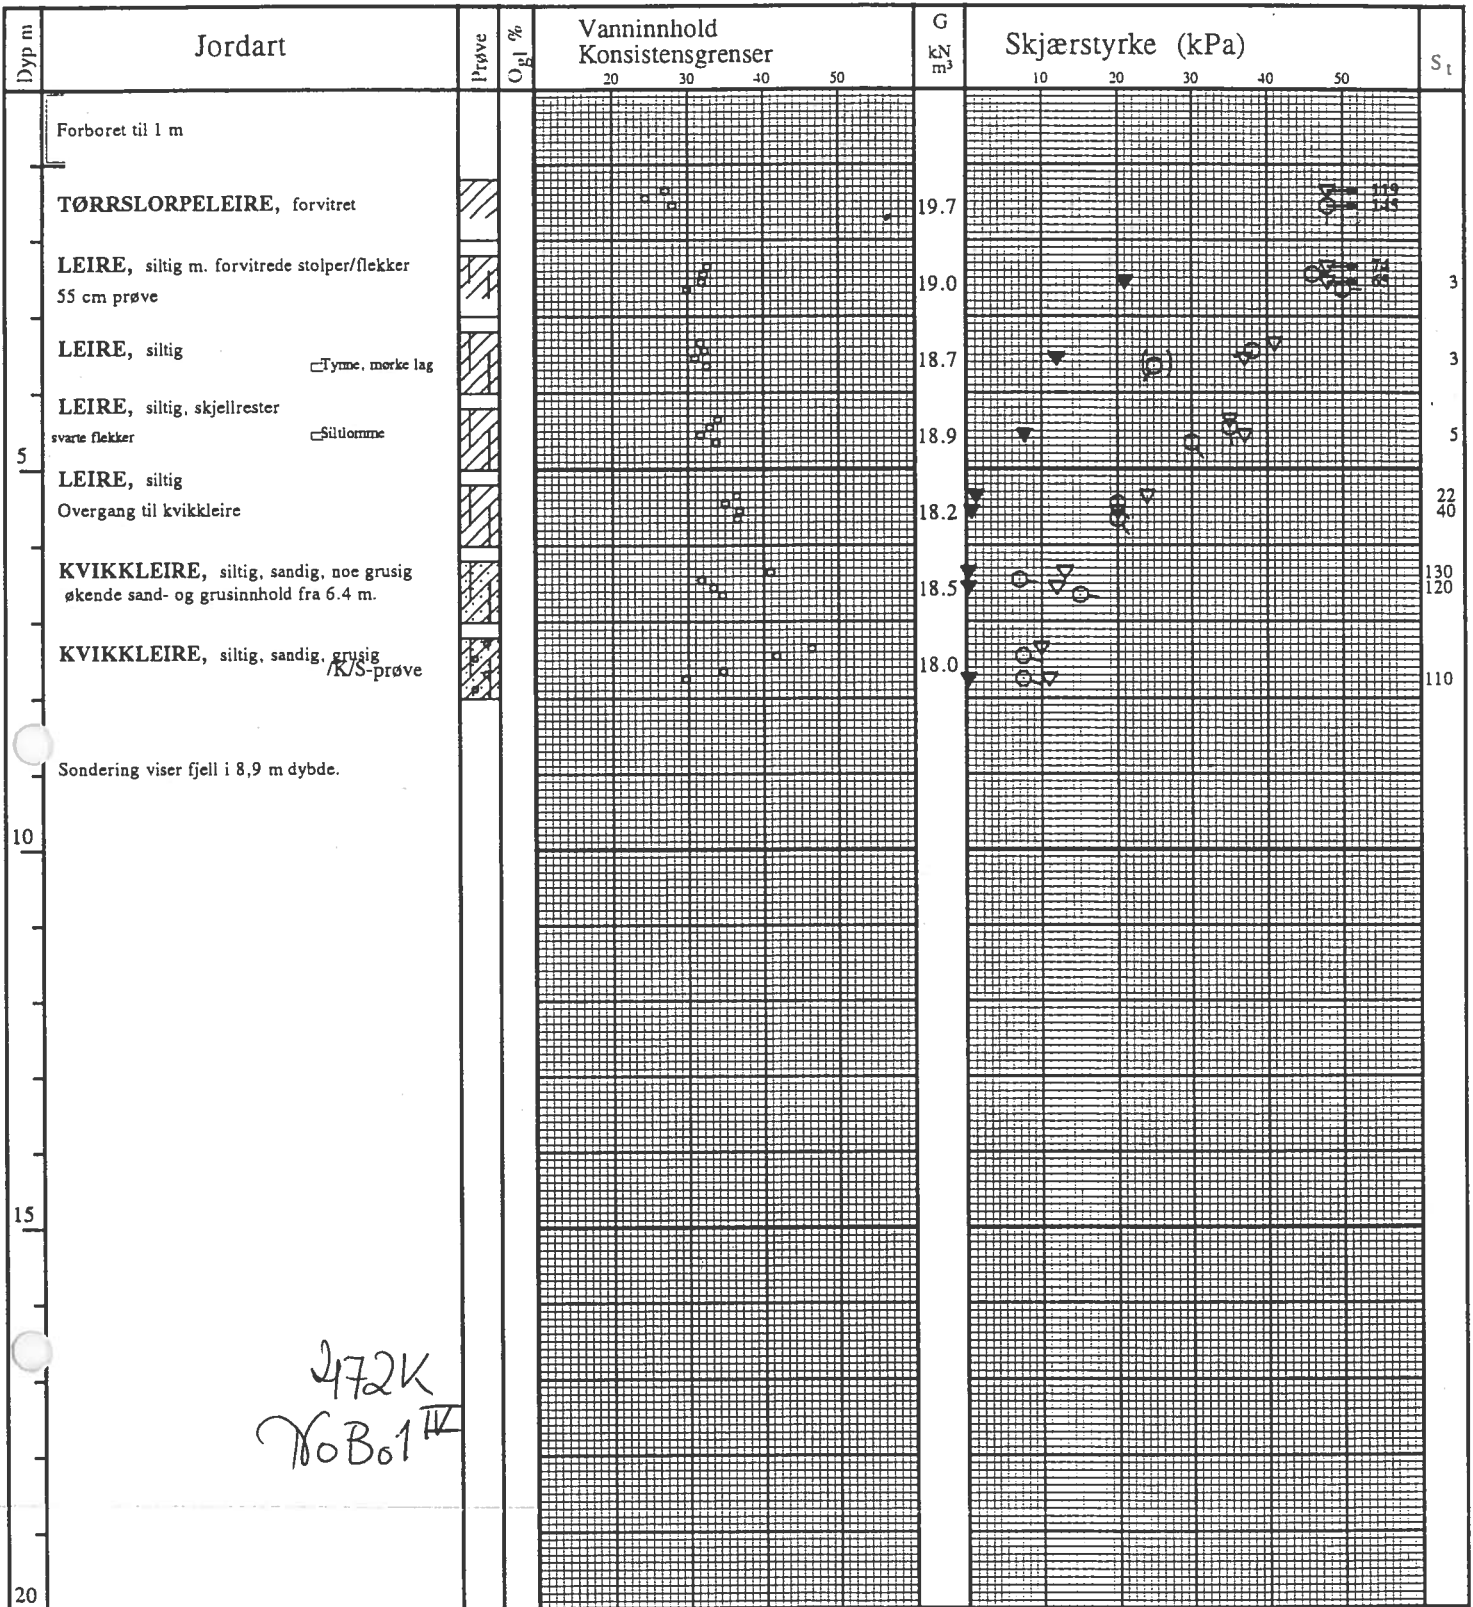 Dyp m
Jordart
Prøve
Ogl %
Vanninnhold
Konsistensgrenser
20 30 40 50
G
kN
m³
Skjærstyrke (kPa)
10 20 30 40 50
St
Forboret til 1 m
TØRRSLORPELEIRE, forvitret
19.7
119
145
LEIRE, siltig m. forvitrede stolper/flekker
55 cm prøve
19.0
3
LEIRE, siltig
Tynne, mørke lag
18.7
3
LEIRE, siltig, skjellrester
svarte flekker
Siltlomme
18.9
5
5
LEIRE, siltig
Overgang til kvikkleire
18.2
22
40
KVIKKLEIRE, siltig, sandig, noe grusig
økende sand- og grusinnhold fra 6.4 m.
18.5
130
120
KVIKKLEIRE, siltig, sandig, grusig
/K/S-prøve
18.0
110
Sondering viser fjell i 8,9 m dybde.
10
15
472K
NoBo1 IV
20